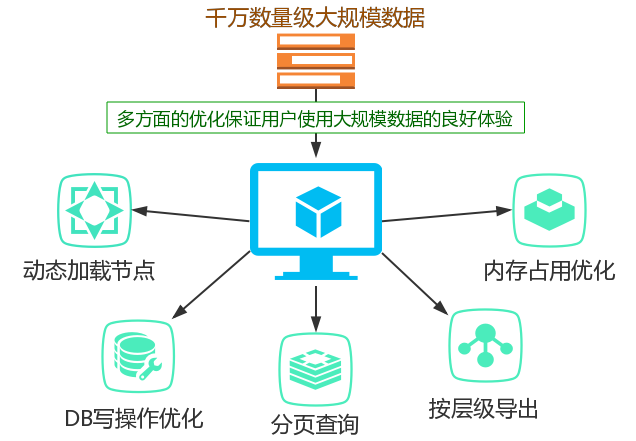 千万数量级大规模数据
多方面的优化保证用户使用大规模数据的良好体验
动态加载节点
内存占用优化
DB写操作优化
分页查询
按层级导出